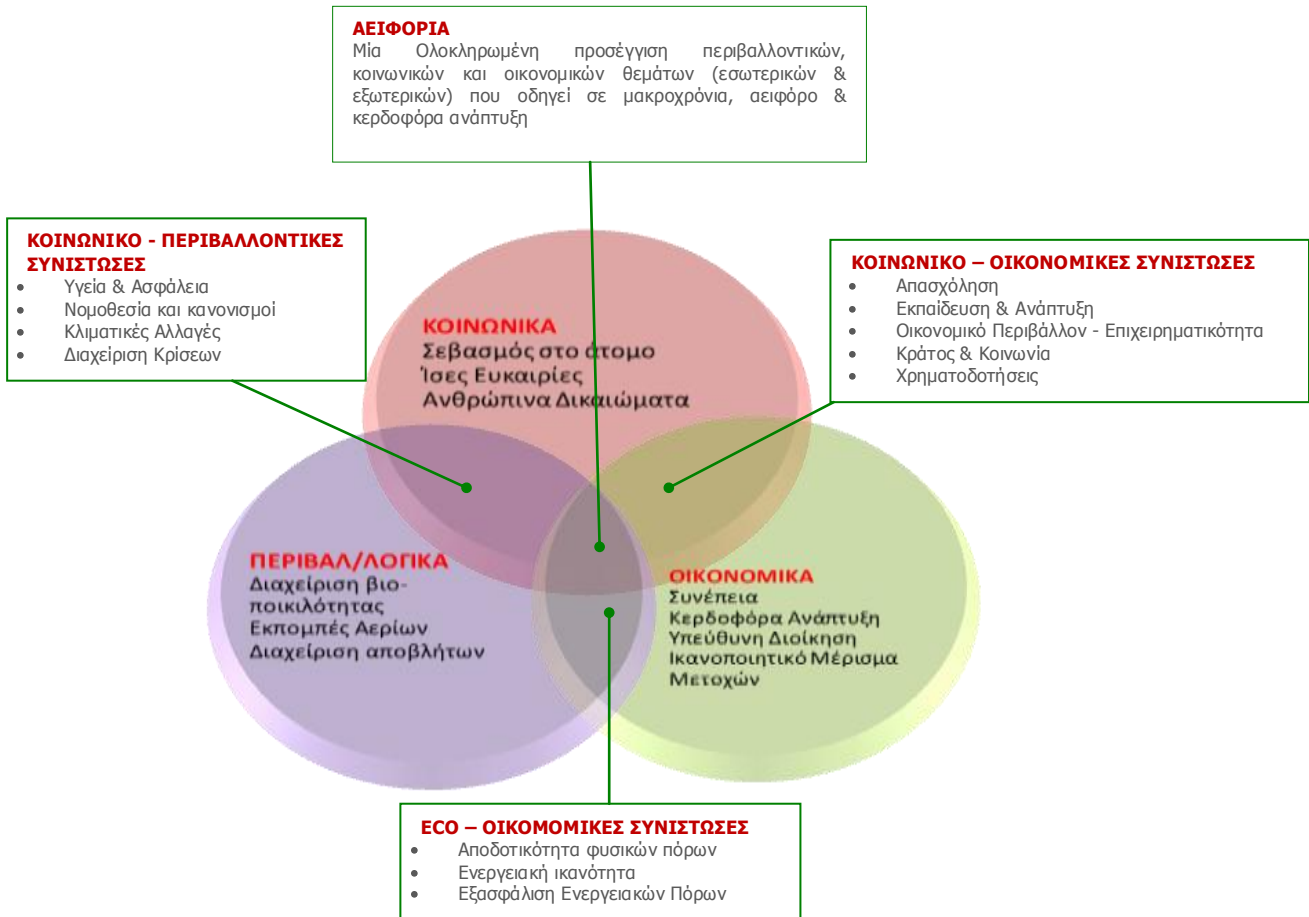 ΑΕΙΦΟΡΙΑ
Μία Ολοκληρωμένη προσέγγιση περιβαλλοντικών,
κοινωνικών και οικονομικών θεμάτων (εσωτερικών &
εξωτερικών) που οδηγεί σε μακροχρόνια, αειφόρο &
κερδοφόρα ανάπτυξη
ΚΟΙΝΩΝΙΚΟ - ΠΕΡΙΒΑΛΛΟΝΤΙΚΕΣ
ΣΥΝΙΣΤΩΣΕΣ
• Υγεία & Ασφάλεια
• Νομοθεσία και κανονισμοί
• Κλιματικές Αλλαγές
• Διαχείριση Κρίσεων
ΚΟΙΝΩΝΙΚΟ – ΟΙΚΟΝΟΜΙΚΕΣ ΣΥΝΙΣΤΩΣΕΣ
• Απασχόληση
• Εκπαίδευση & Ανάπτυξη
• Οικονομικό Περιβάλλον - Επιχειρηματικότητα
• Κράτος & Κοινωνία
• Χρηματοδοτήσεις
ΚΟΙΝΩΝΙΚΑ
Σεβασμός στο άτομο
Ίσες Ευκαιρίες
Ανθρώπινα Δικαιώματα
ΠΕΡΙΒΑΛ/ΛΟΓΙΚΑ
Διαχείριση βιο-
ποικιλότητας
Εκπομπές Αερίων
Διαχείριση αποβλήτων
ΟΙΚΟΝΟΜΙΚΑ
Συνέπεια
Κερδοφόρα Ανάπτυξη
Υπεύθυνη Διοίκηση
Ικανοποιητικό Μέρισμα
Μετοχών
ECO – ΟΙΚΟΜΟΜΙΚΕΣ ΣΥΝΙΣΤΩΣΕΣ
• Αποδοτικότητα φυσικών πόρων
• Ενεργειακή ικανότητα
• Εξασφάλιση Ενεργειακών Πόρων